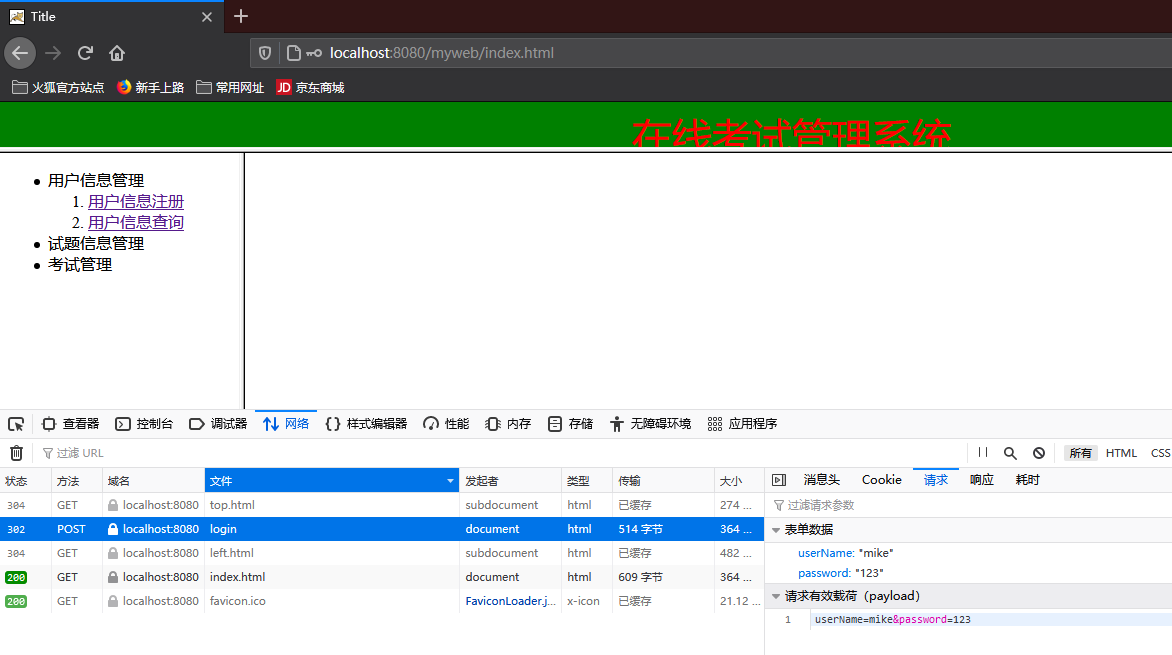 Title
localhost:8080/myweb/index.html
火狐官方站点 新手上路 常用网址 JD 京东商城
在线考试管理系统
用户信息管理
1. 用户信息注册
2. 用户信息查询
试题信息管理
考试管理
查看器 控制台 调试器 网络 样式编辑器 性能 内存 存储 无障碍环境 应用程序
过滤 URL 所有 HTML CSS
状态 方法 域名 文件 发起者 类型 传输 大小 消息头 Cookie 请求 响应 耗时
304 GET localhost:8080 top.html subdocument html 已缓存 274 ... 过滤请求参数
302 POST localhost:8080 login document html 514 字节 364 ... 表单数据
304 GET localhost:8080 left.html subdocument html 已缓存 482 ... userName: "mike"
200 GET localhost:8080 index.html document html 609 字节 364 ... password: "123"
200 GET localhost:8080 favicon.ico FaviconLoader.j... x-icon 已缓存 21.12 ... 请求有效载荷（payload）
1 userName=mike&password=123